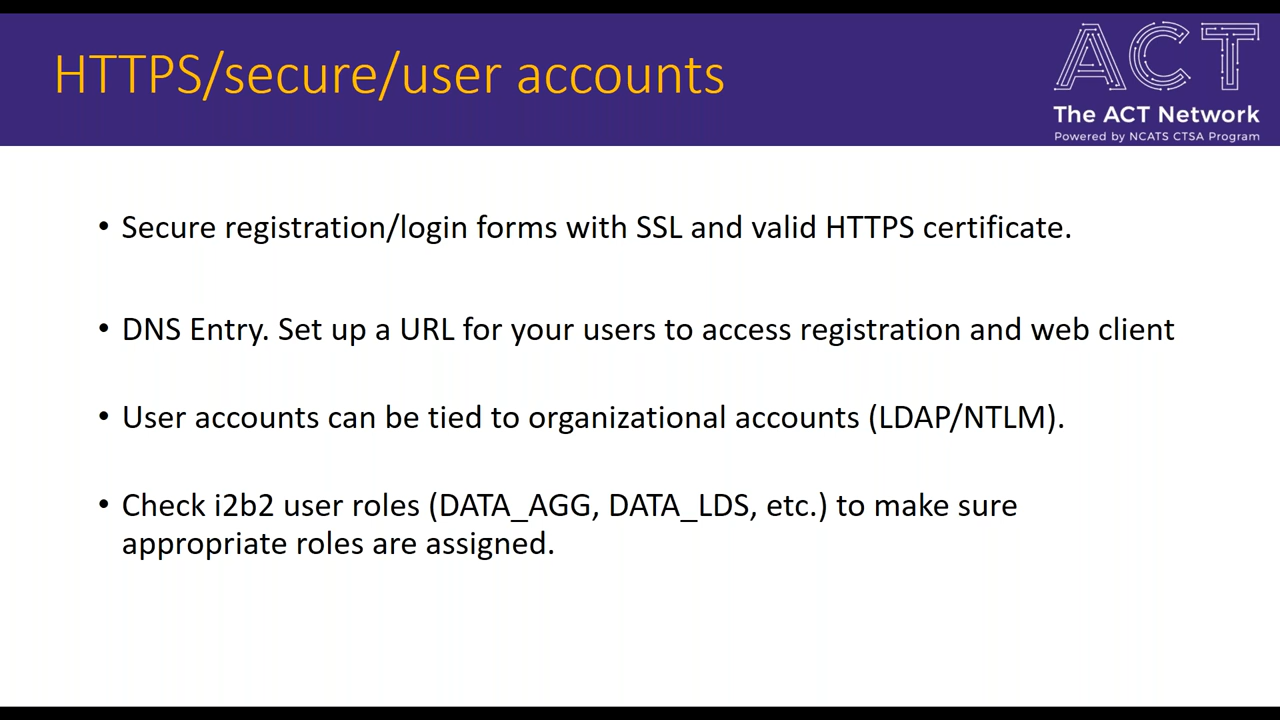 HTTPS/secure/user accounts
ACT
The ACT Network
Powered by NCATS CTSA Program
• Secure registration/login forms with SSL and valid HTTPS certificate.
• DNS Entry. Set up a URL for your users to access registration and web client
• User accounts can be tied to organizational accounts (LDAP/NTLM).
• Check i2b2 user roles (DATA_AGG, DATA_LDS, etc.) to make sure
appropriate roles are assigned.